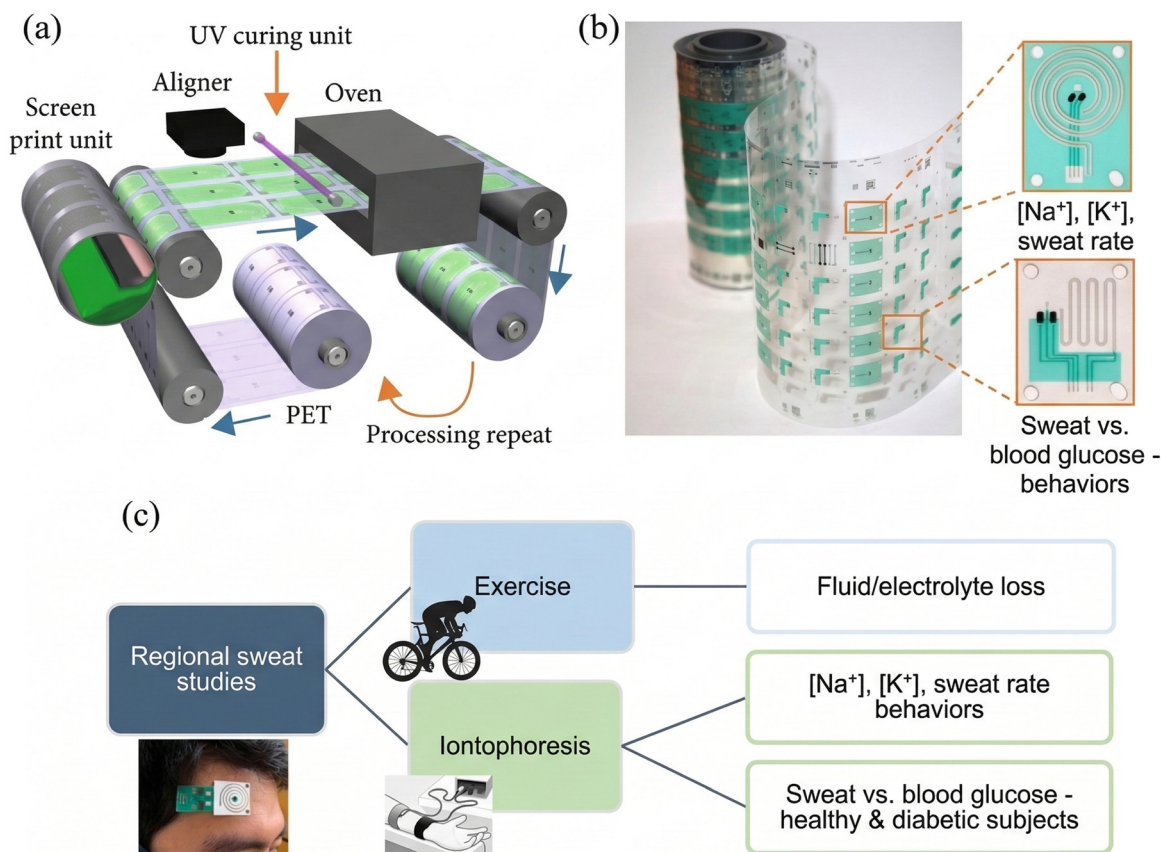 (a)
UV curing unit
Aligner
Oven
Screen
print unit
PET
Processing repeat
(b)
[Na⁺], [K⁺],
sweat rate
Sweat vs.
blood glucose -
behaviors
(c)
Regional sweat
studies
Exercise
Fluid/electrolyte loss
Iontophoresis
[Na⁺], [K⁺], sweat rate
behaviors
Sweat vs. blood glucose -
healthy & diabetic subjects